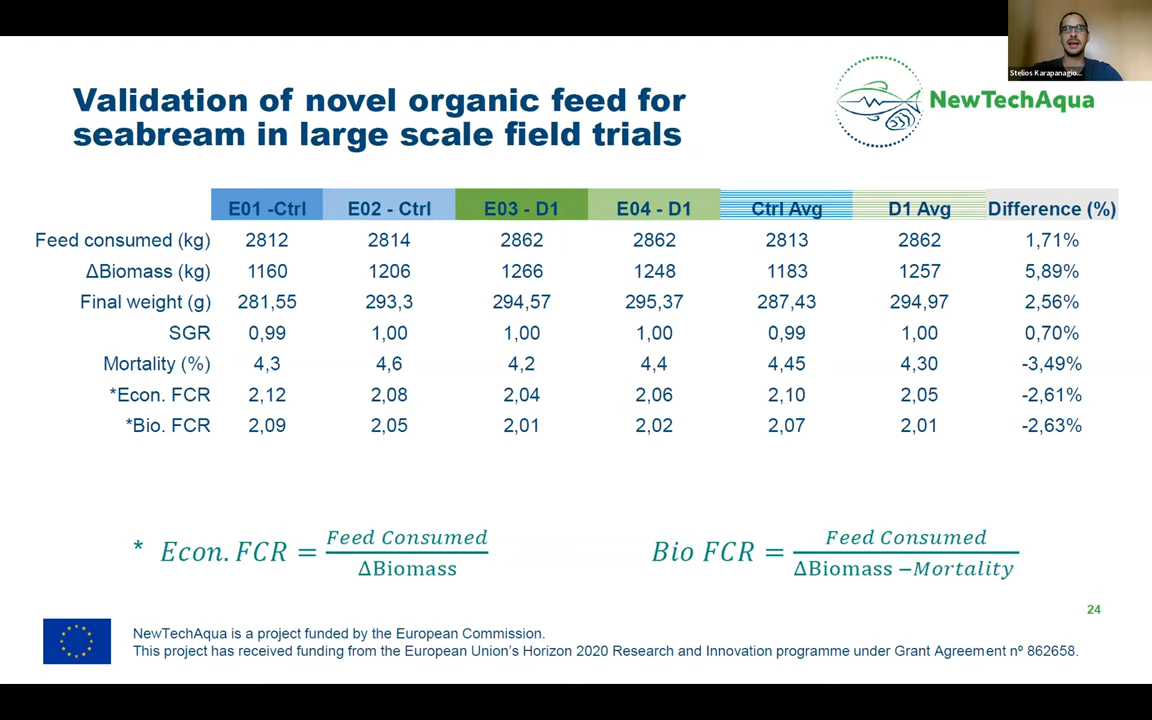 Stelios Karapanagio...
Validation of novel organic feed for
seabream in large scale field trials
NewTechAqua
E01 -Ctrl E02 - Ctrl E03 - D1 E04 - D1 Ctrl Avg D1 Avg Difference (%)
Feed consumed (kg) 2812 2814 2862 2862 2813 2862 1,71%
ΔBiomass (kg) 1160 1206 1266 1248 1183 1257 5,89%
Final weight (g) 281,55 293,3 294,57 295,37 287,43 294,97 2,56%
SGR 0,99 1,00 1,00 1,00 0,99 1,00 0,70%
Mortality (%) 4,3 4,6 4,2 4,4 4,45 4,30 -3,49%
*Econ. FCR 2,12 2,08 2,04 2,06 2,10 2,05 -2,61%
*Bio. FCR 2,09 2,05 2,01 2,02 2,07 2,01 -2,63%
* Econ. FCR = Feed Consumed / ΔBiomass
Bio FCR = Feed Consumed / ΔBiomass −Mortality
24
NewTechAqua is a project funded by the European Commission.
This project has received funding from the European Union's Horizon 2020 Research and Innovation programme under Grant Agreement nº 862658.